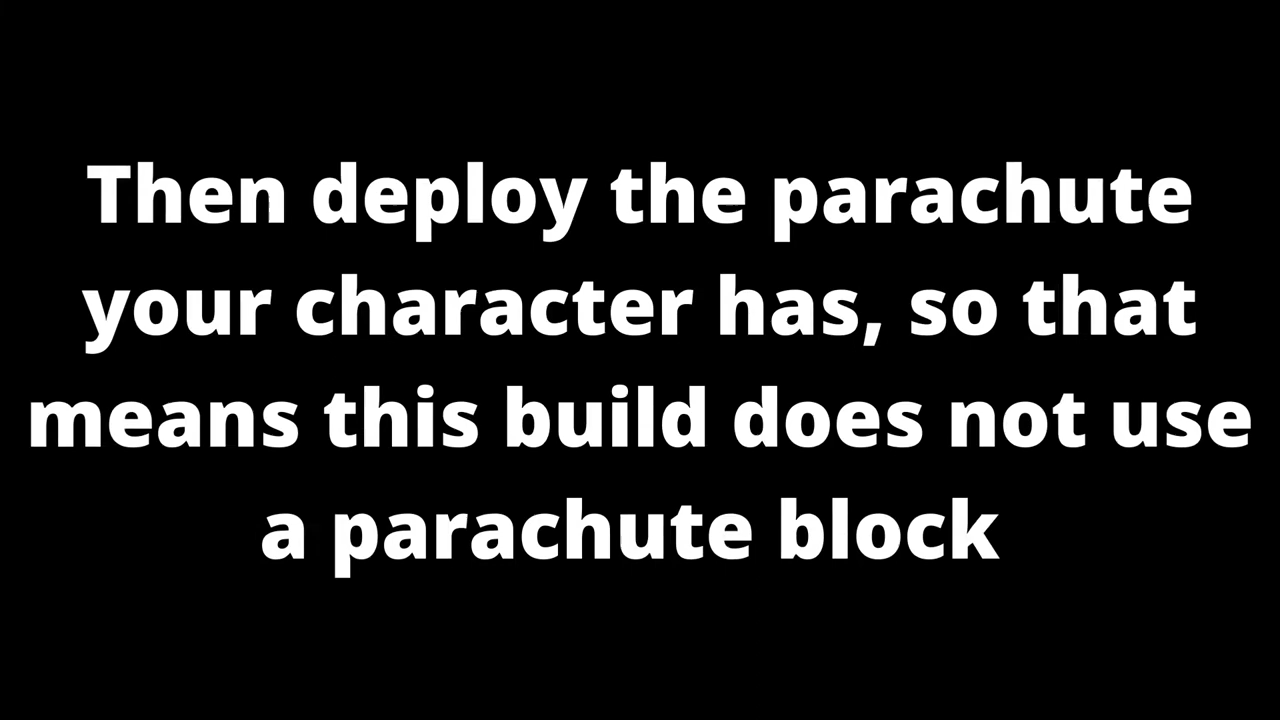 Then deploy the parachute
your character has, so that
means this build does not use
a parachute block